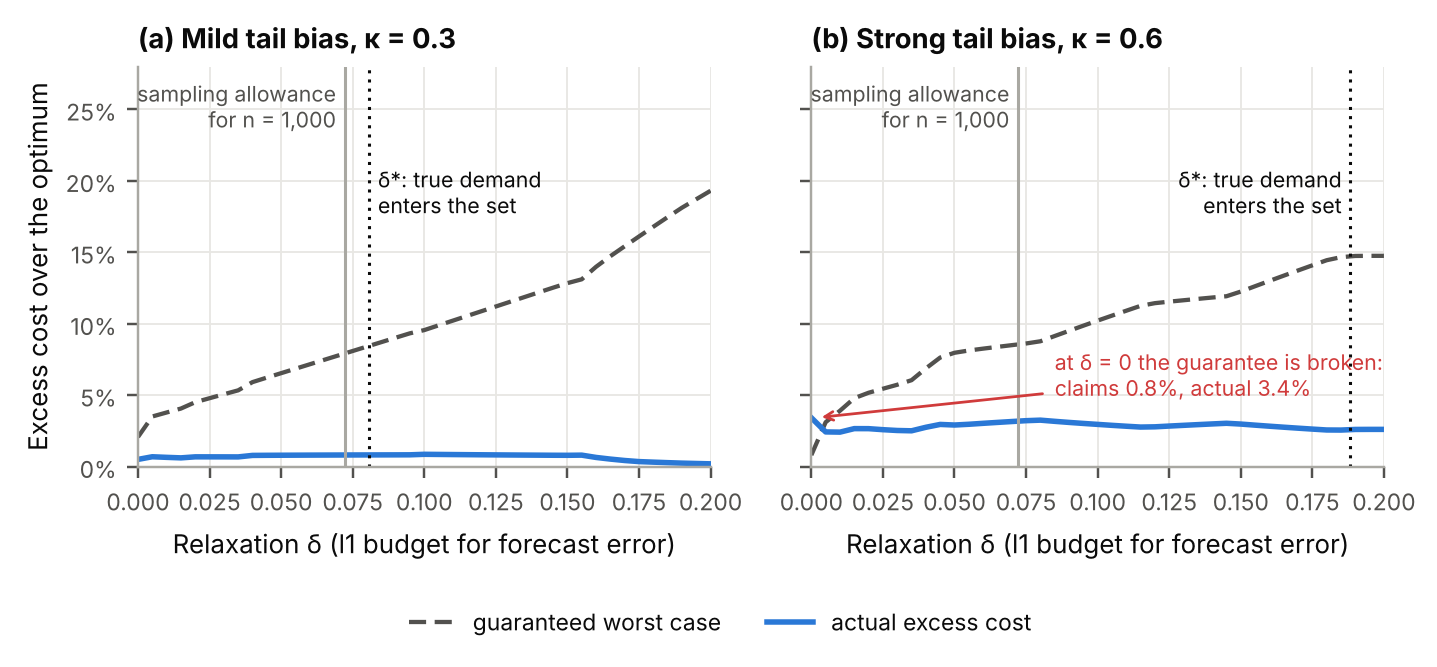 (a) Mild tail bias, κ = 0.3
Excess cost over the optimum
25%
20%
15%
10%
5%
0%
sampling allowance
for n = 1,000
δ*: true demand
enters the set
0.000 0.025 0.050 0.075 0.100 0.125 0.150 0.175 0.200
Relaxation δ (l1 budget for forecast error)
(b) Strong tail bias, κ = 0.6
sampling allowance
for n = 1,000
δ*: true demand
enters the set
at δ = 0 the guarantee is broken:
claims 0.8%, actual 3.4%
0.000 0.025 0.050 0.075 0.100 0.125 0.150 0.175 0.200
Relaxation δ (l1 budget for forecast error)
guaranteed worst case
actual excess cost